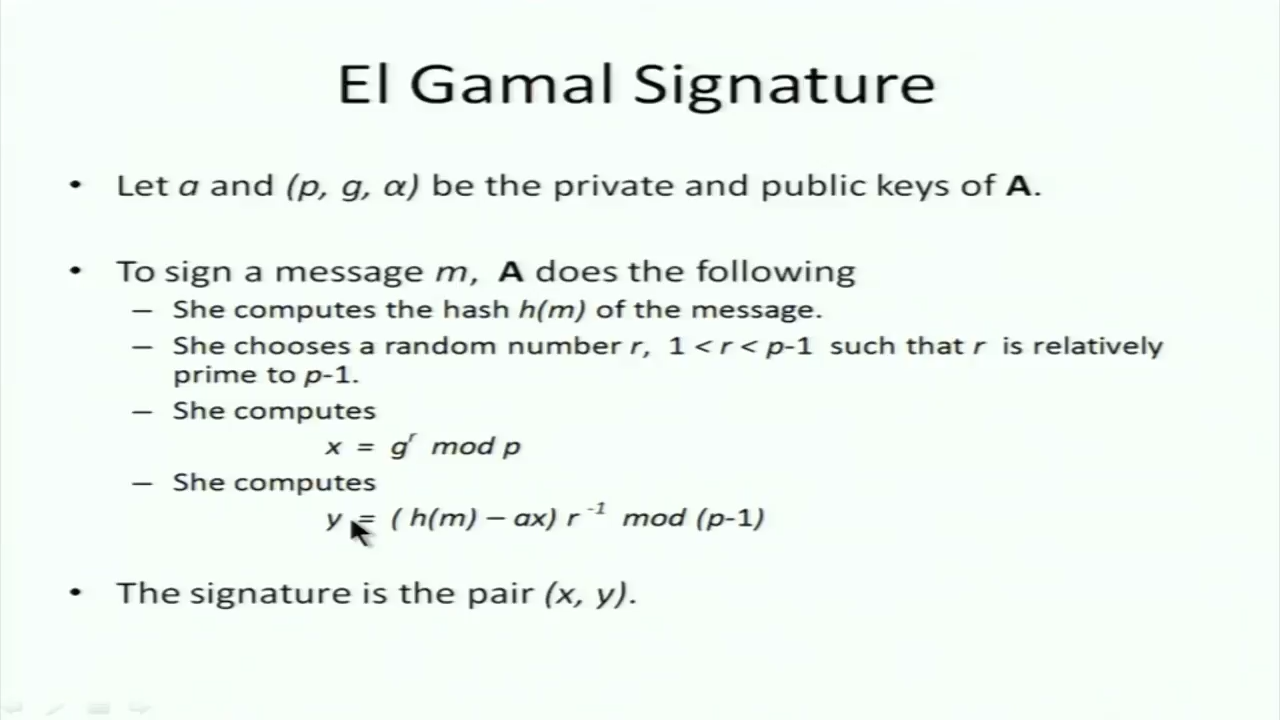 El Gamal Signature
• Let a and (p, g, α) be the private and public keys of A.
• To sign a message m, A does the following
– She computes the hash h(m) of the message.
– She chooses a random number r, 1 < r < p-1 such that r is relatively
prime to p-1.
– She computes
x = gʳ mod p
– She computes
y = ( h(m) – ax) r ⁻¹ mod (p-1)
• The signature is the pair (x, y).